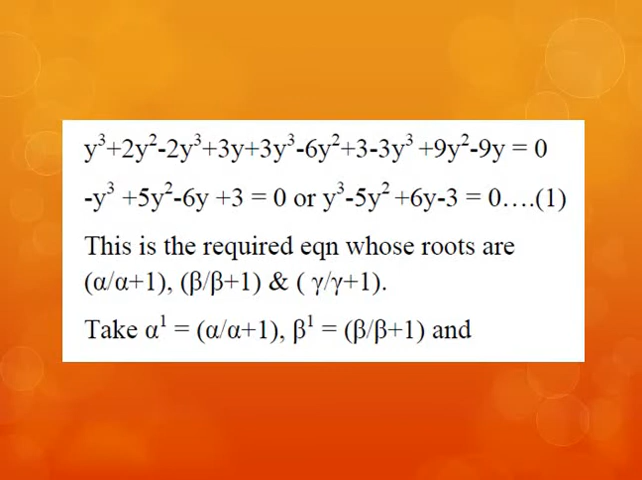 y³+2y²-2y³+3y+3y³-6y²+3-3y³ +9y²-9y = 0
-y³ +5y²-6y +3 = 0 or y³-5y² +6y-3 = 0….(1)
This is the required eqn whose roots are
(α/α+1), (β/β+1) & ( γ/γ+1).
Take α¹ = (α/α+1), β¹ = (β/β+1) and